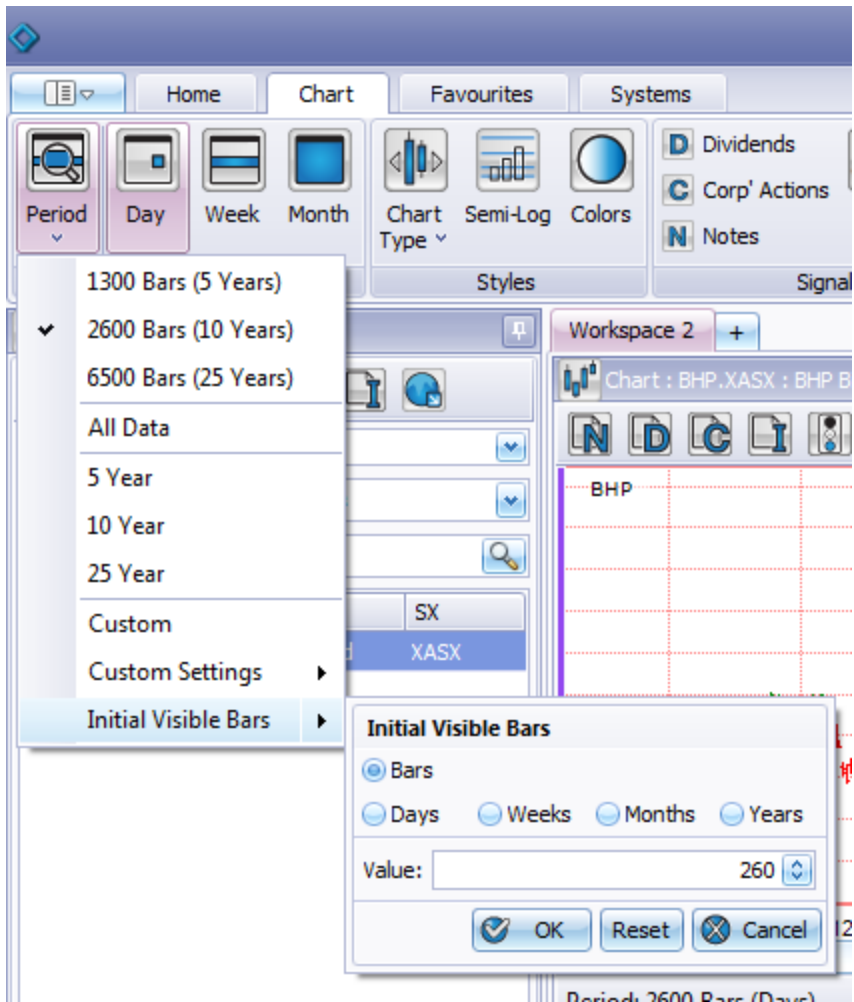 Home Chart Favourites Systems
Period Day Week Month Chart Type Semi-Log Colors
D Dividends
C Corp' Actions
N Notes
Styles Signal
1300 Bars (5 Years)
2600 Bars (10 Years)
6500 Bars (25 Years)
All Data
5 Year
10 Year
25 Year
Custom
Custom Settings
Initial Visible Bars
Workspace 2 +
Chart : BHP.XASX : BHP B
I
N D C I
BHP
SX
d XASX
Initial Visible Bars
Bars
Days Weeks Months Years
Value: 260
OK Reset Cancel
12
Period: 2600 Bars (Days)